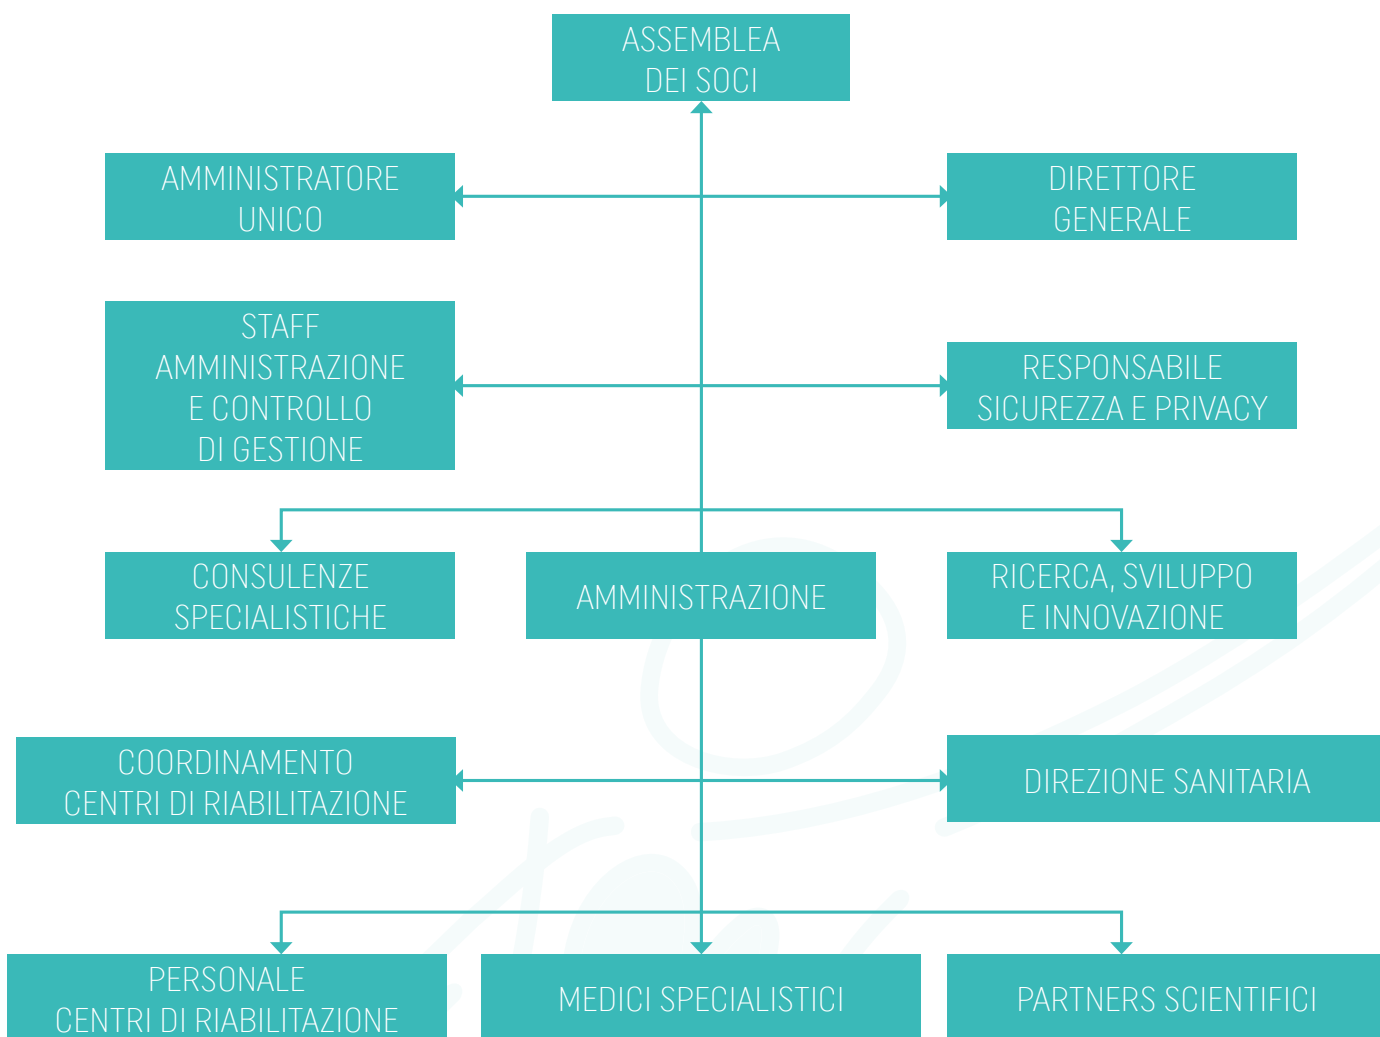 ASSEMBLEA
DEI SOCI
AMMINISTRATORE
UNICO
DIRETTORE
GENERALE
STAFF
AMMINISTRAZIONE
E CONTROLLO
DI GESTIONE
RESPONSABILE
SICUREZZA E PRIVACY
CONSULENZE
SPECIALISTICHE
AMMINISTRAZIONE
RICERCA, SVILUPPO
E INNOVAZIONE
COORDINAMENTO
CENTRI DI RIABILITAZIONE
DIREZIONE SANITARIA
PERSONALE
CENTRI DI RIABILITAZIONE
MEDICI SPECIALISTICI
PARTNERS SCIENTIFICI